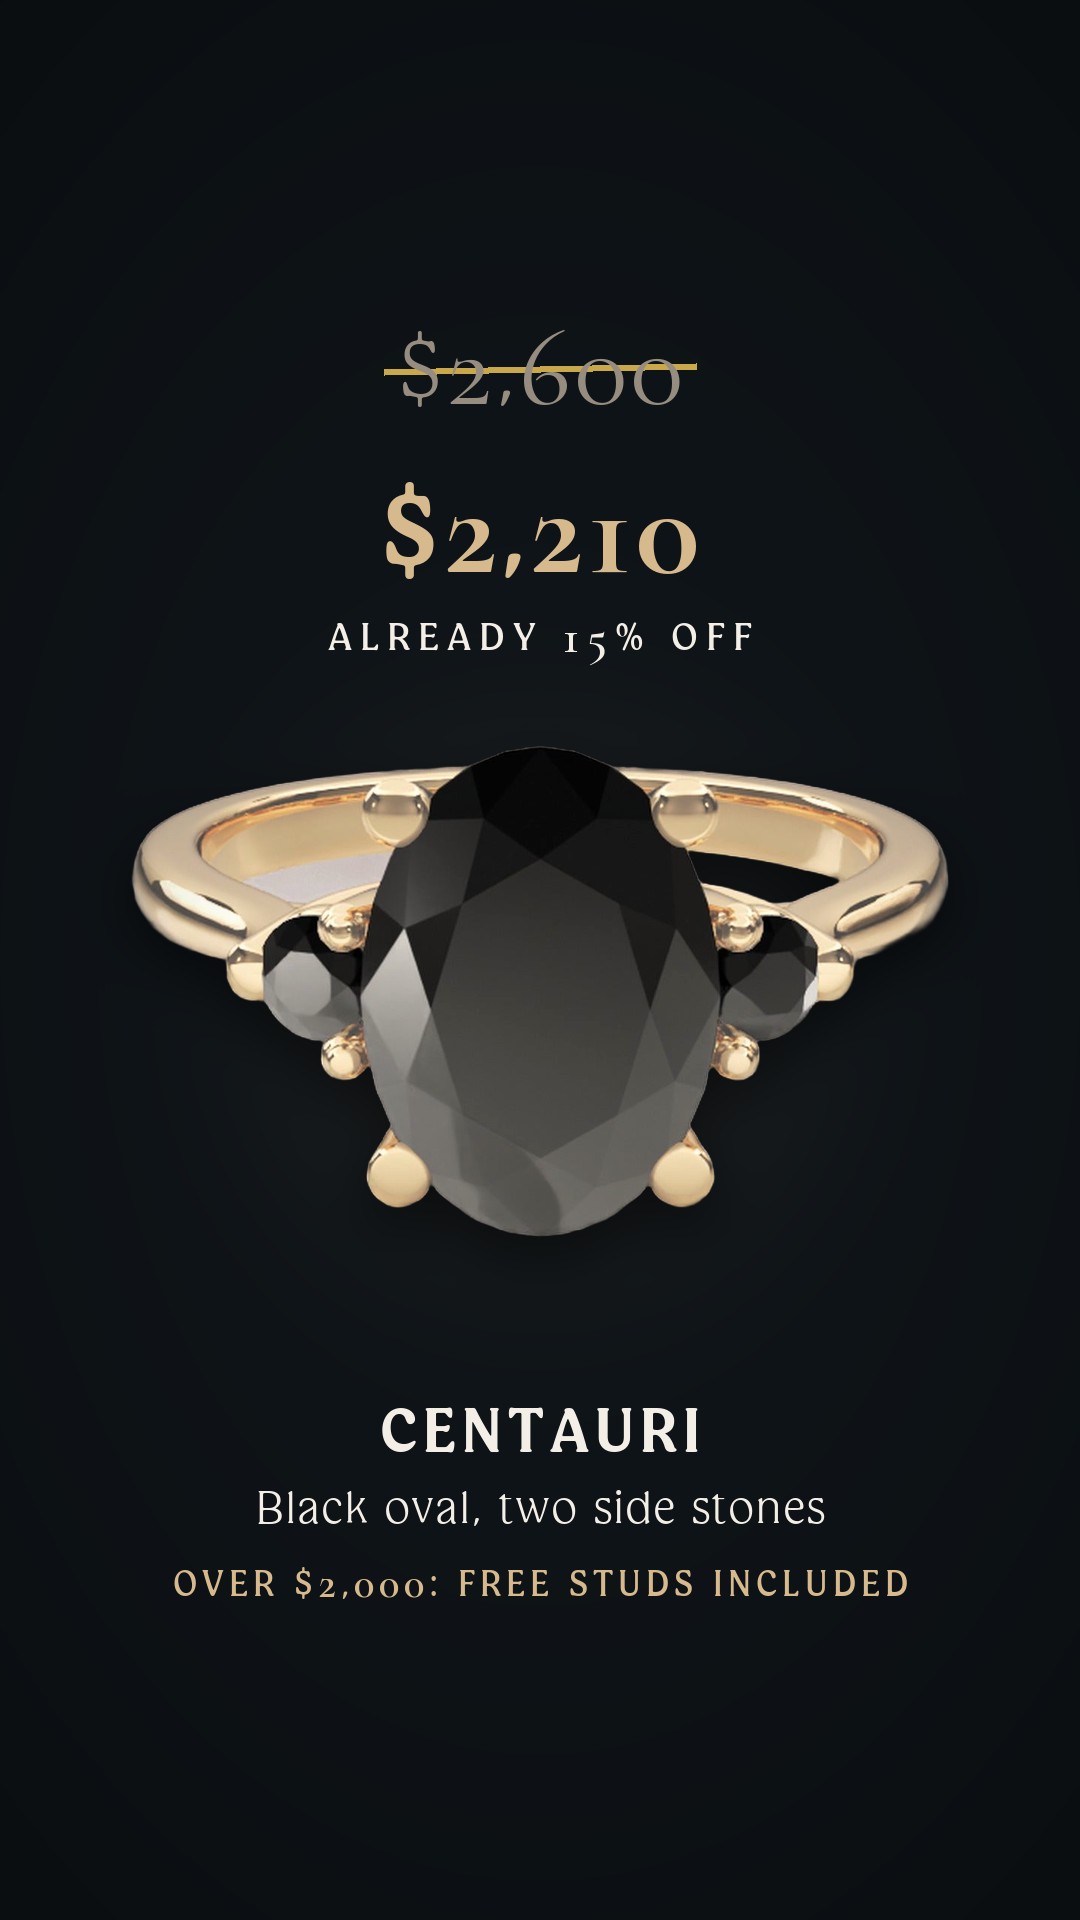 $2,600
$2,210
ALREADY 15% OFF
CENTAURI
Black oval, two side stones
OVER $2,000: FREE STUDS INCLUDED